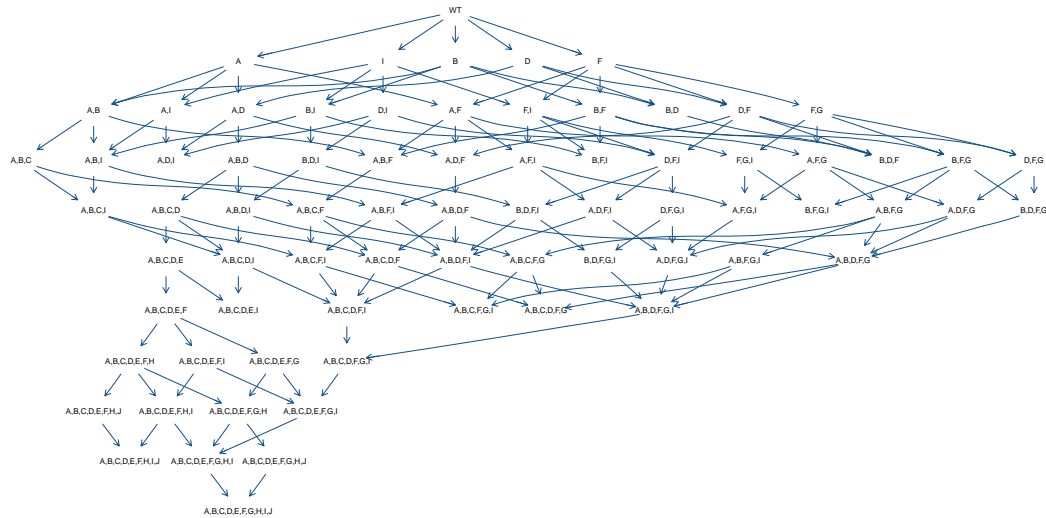 WT
A I B D F
A,B A,I A,D B,I D,I A,F F,I B,F B,D D,F F,G
A,B,C A,B,I A,D,I A,B,D B,D,I A,B,F A,D,F A,F,I B,F,I D,F,I F,G,I A,F,G B,D,F B,F,G D,F,G
A,B,C,I A,B,C,D A,B,D,I A,B,C,F A,B,F,I A,B,D,F B,D,F,I A,D,F,I D,F,G,I A,F,G,I B,F,G,I A,B,F,G A,D,F,G B,D,F,G
A,B,C,D,E A,B,C,D,I A,B,C,F,I A,B,C,D,F A,B,D,F,I A,B,C,F,G B,D,F,G,I A,D,F,G,I A,B,F,G,I A,B,D,F,G
A,B,C,D,E,F A,B,C,D,E,I A,B,C,D,F,I A,B,C,F,G,I A,B,C,D,F,G A,B,D,F,G,I
A,B,C,D,E,F,H A,B,C,D,E,F,I A,B,C,D,E,F,G A,B,C,D,F,G,I
A,B,C,D,E,F,H,J A,B,C,D,E,F,H,I A,B,C,D,E,F,G,H A,B,C,D,E,F,G,I
A,B,C,D,E,F,H,I,J A,B,C,D,E,F,G,H,I A,B,C,D,E,F,G,H,J
A,B,C,D,E,F,G,H,I,J